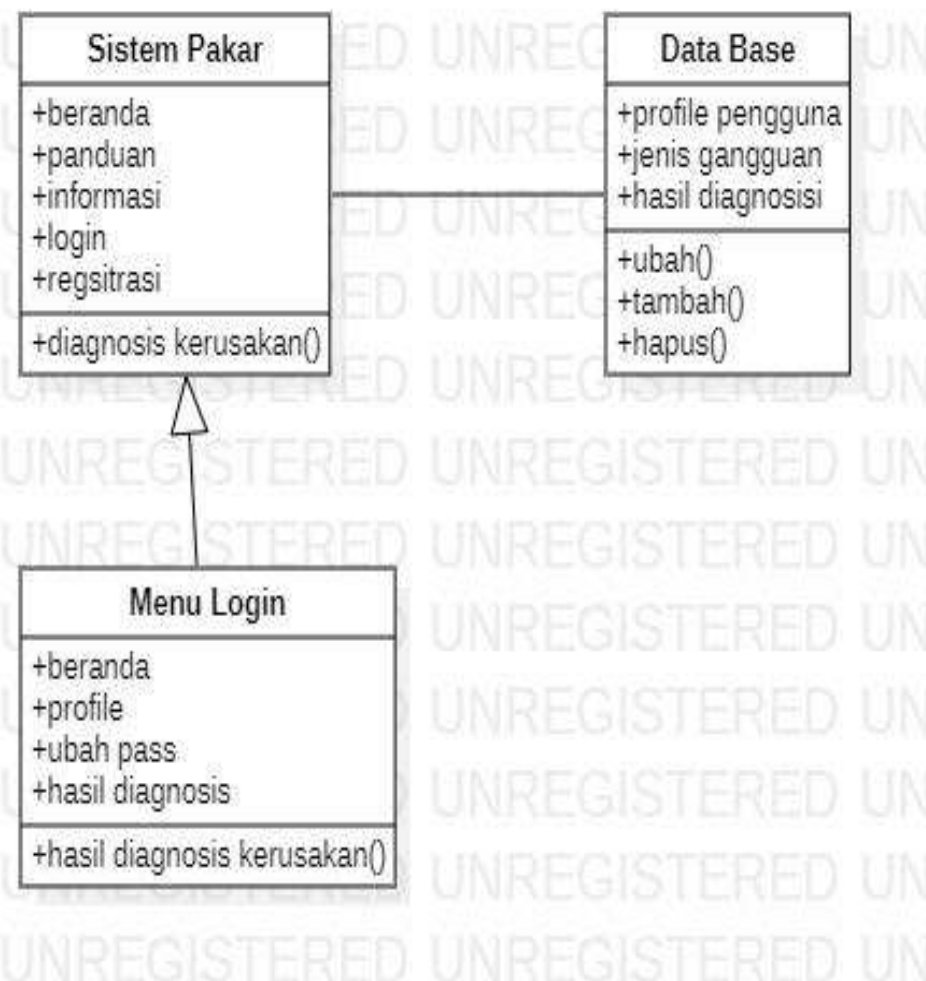 Sistem Pakar
+beranda
+panduan
+informasi
+login
+regsitrasi
+diagnosis kerusakan()
Data Base
+profile pengguna
+jenis gangguan
+hasil diagnosisi
+ubah()
+tambah()
+hapus()
Menu Login
+beranda
+profile
+ubah pass
+hasil diagnosis
+hasil diagnosis kerusakan()
UNREGISTERED